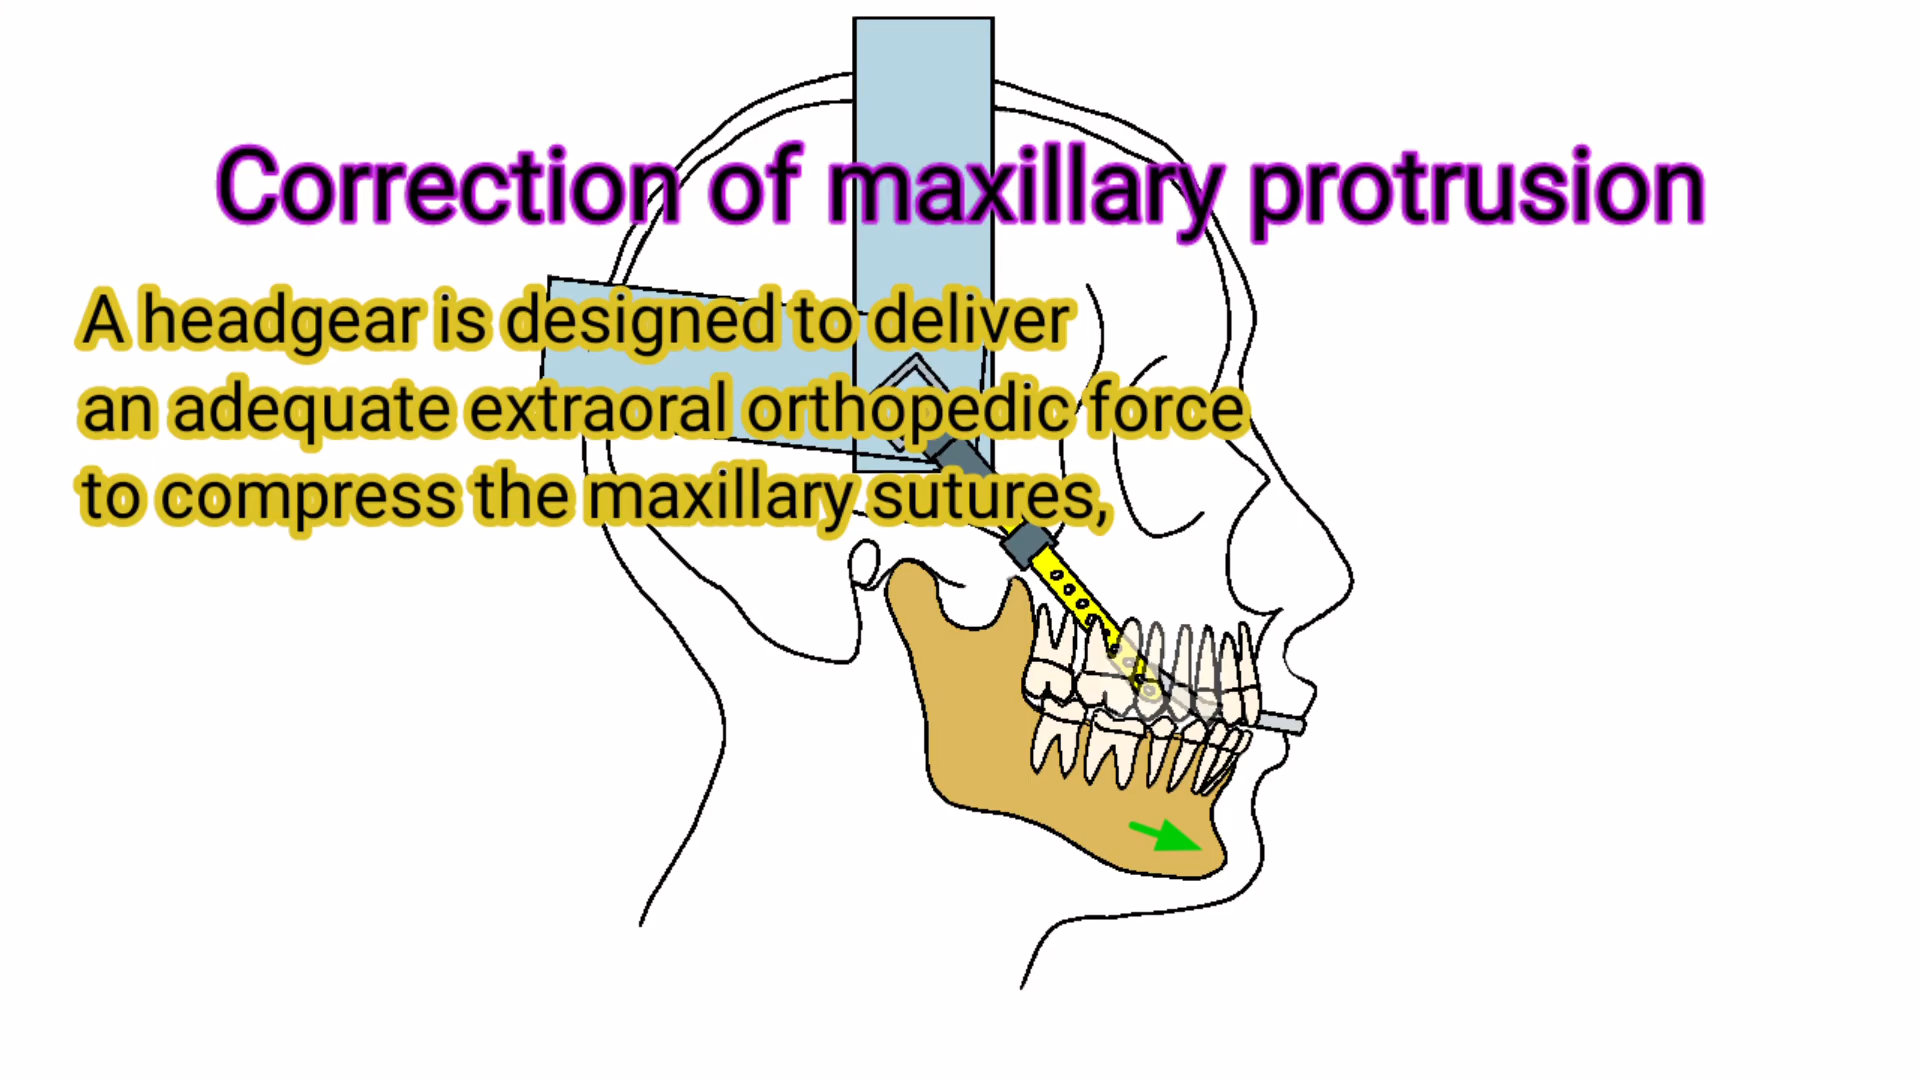 Correction of maxillary protrusion
A headgear is designed to deliver
an adequate extraoral orthopedic force
to compress the maxillary sutures,